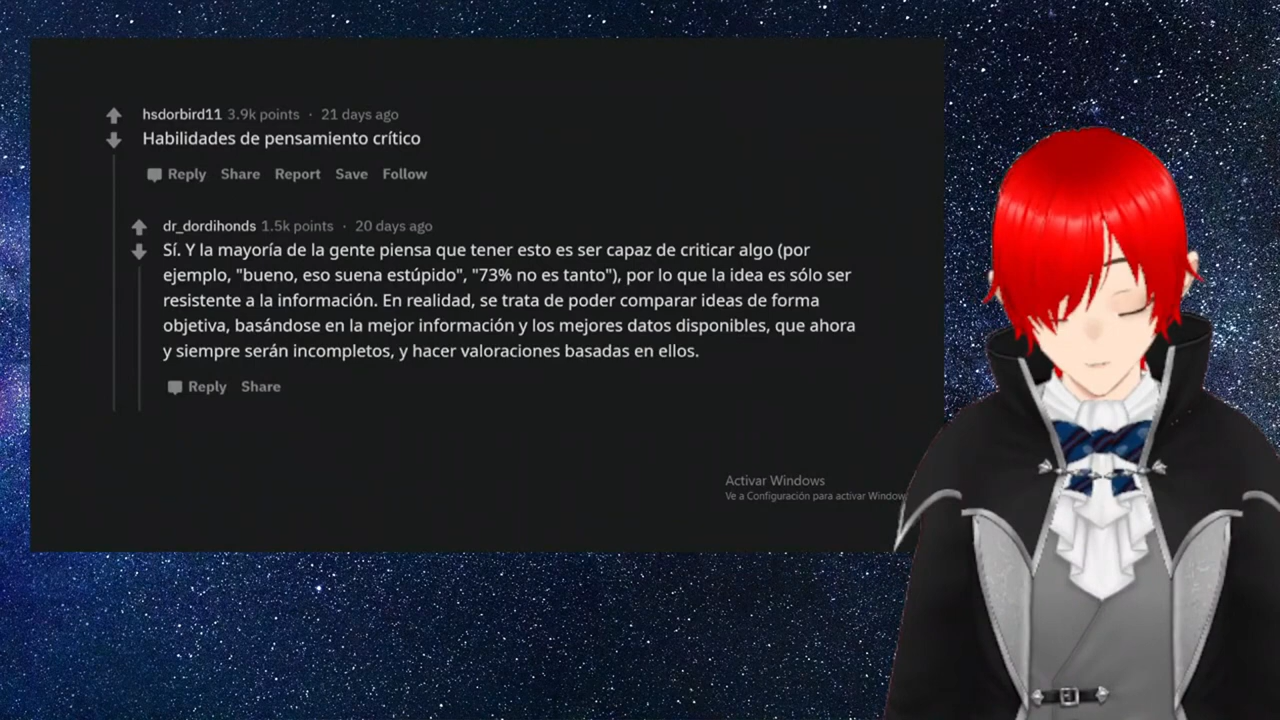 hsdorbird11 3.9k points · 21 days ago
Habilidades de pensamiento crítico
Reply Share Report Save Follow
dr_dordihonds 1.5k points · 20 days ago
Sí. Y la mayoría de la gente piensa que tener esto es ser capaz de criticar algo (por
ejemplo, "bueno, eso suena estúpido", "73% no es tanto"), por lo que la idea es sólo ser
resistente a la información. En realidad, se trata de poder comparar ideas de forma
objetiva, basándose en la mejor información y los mejores datos disponibles, que ahora
y siempre serán incompletos, y hacer valoraciones basadas en ellos.
Reply Share
Activar Windows
Ve a Configuración para activar Window